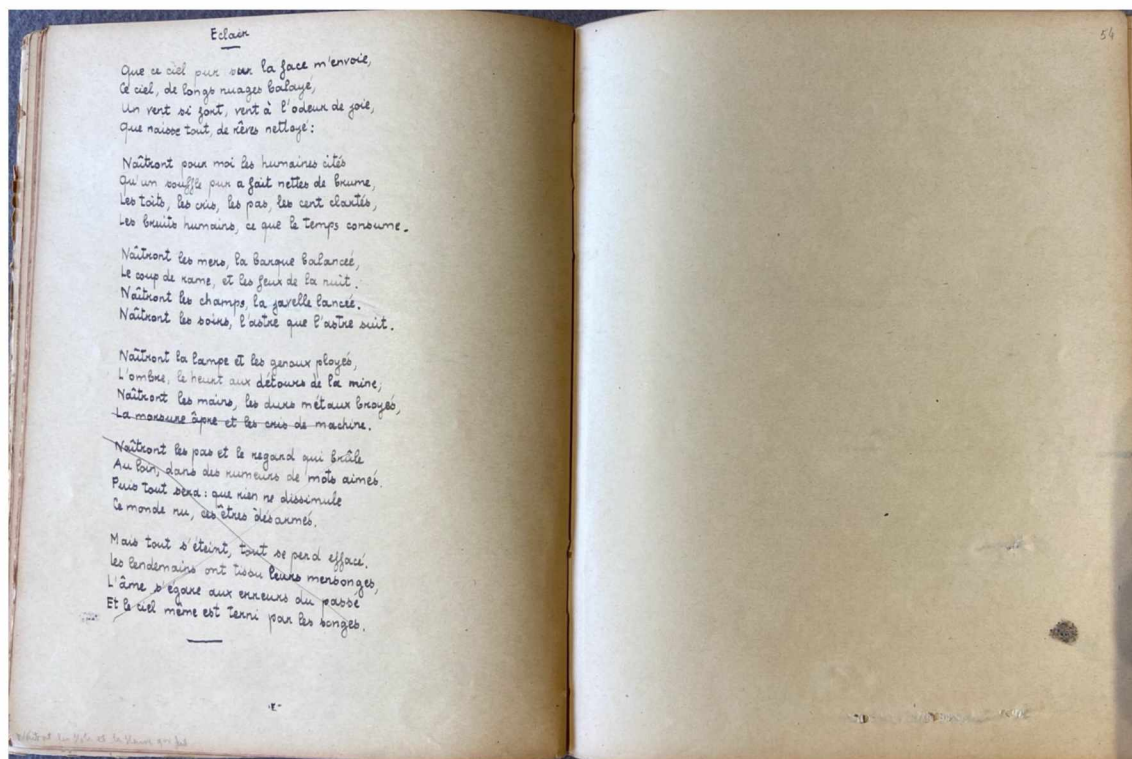 Eclair
Que ce ciel pur sur la face m'envoie,
Ce ciel, de longs nuages balayé,
Un vent si fort, vent à l'odeur de joie,
Que naisse tout, de rêves nettoyé :
Naîtront pour moi les humaines cités
Qu'un souffle pur a fait nettes de brume,
Les toits, les cris, les pas, les cent clartés,
Les bruits humains, ce que le temps consume.
Naîtront les mers, la barque balancée,
Le coup de rame, et les feux de la nuit.
Naîtront les champs, la javelle lancée.
Naîtront les soirs, l'astre que l'astre suit.
Naîtront la lampe et les genoux ployés,
L'ombre, le heurt aux détours de la mine;
Naîtront les mains, les durs métaux broyés,
La morsure âpre et les cris de machine.
Naîtront les pas et le regard qui brûle
Au loin, dans des rumeurs de mots aimés.
Puis tout sera : que rien ne dissimule
Ce monde nu, ces êtres désarmés.
Mais tout s'éteint, tout se perd effacé.
Les lendemains ont tissu leurs mensonges,
L'âme s'égare aux erreurs du passé
Et le ciel même est terni par les songes.
54